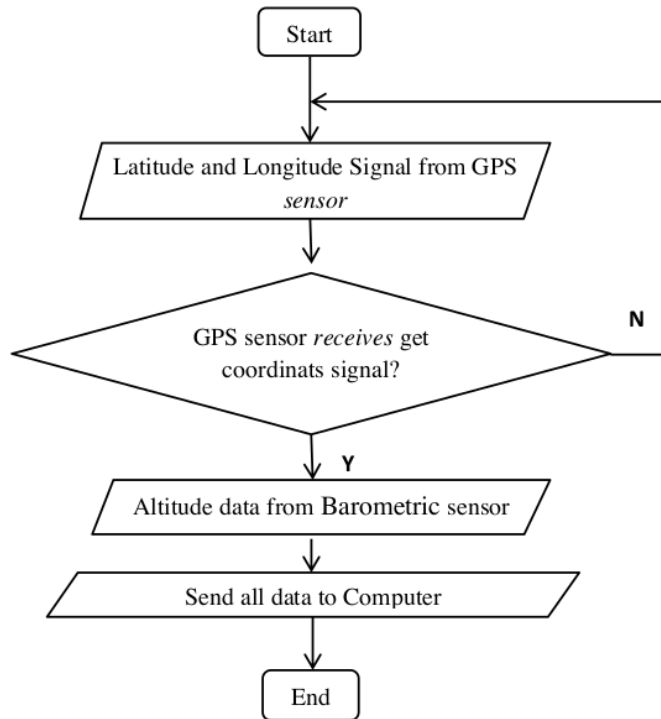 Start
Latitude and Longitude Signal from GPS
sensor
GPS sensor receives get
coordinats signal?
N
Y
Altitude data from Barometric sensor
Send all data to Computer
End